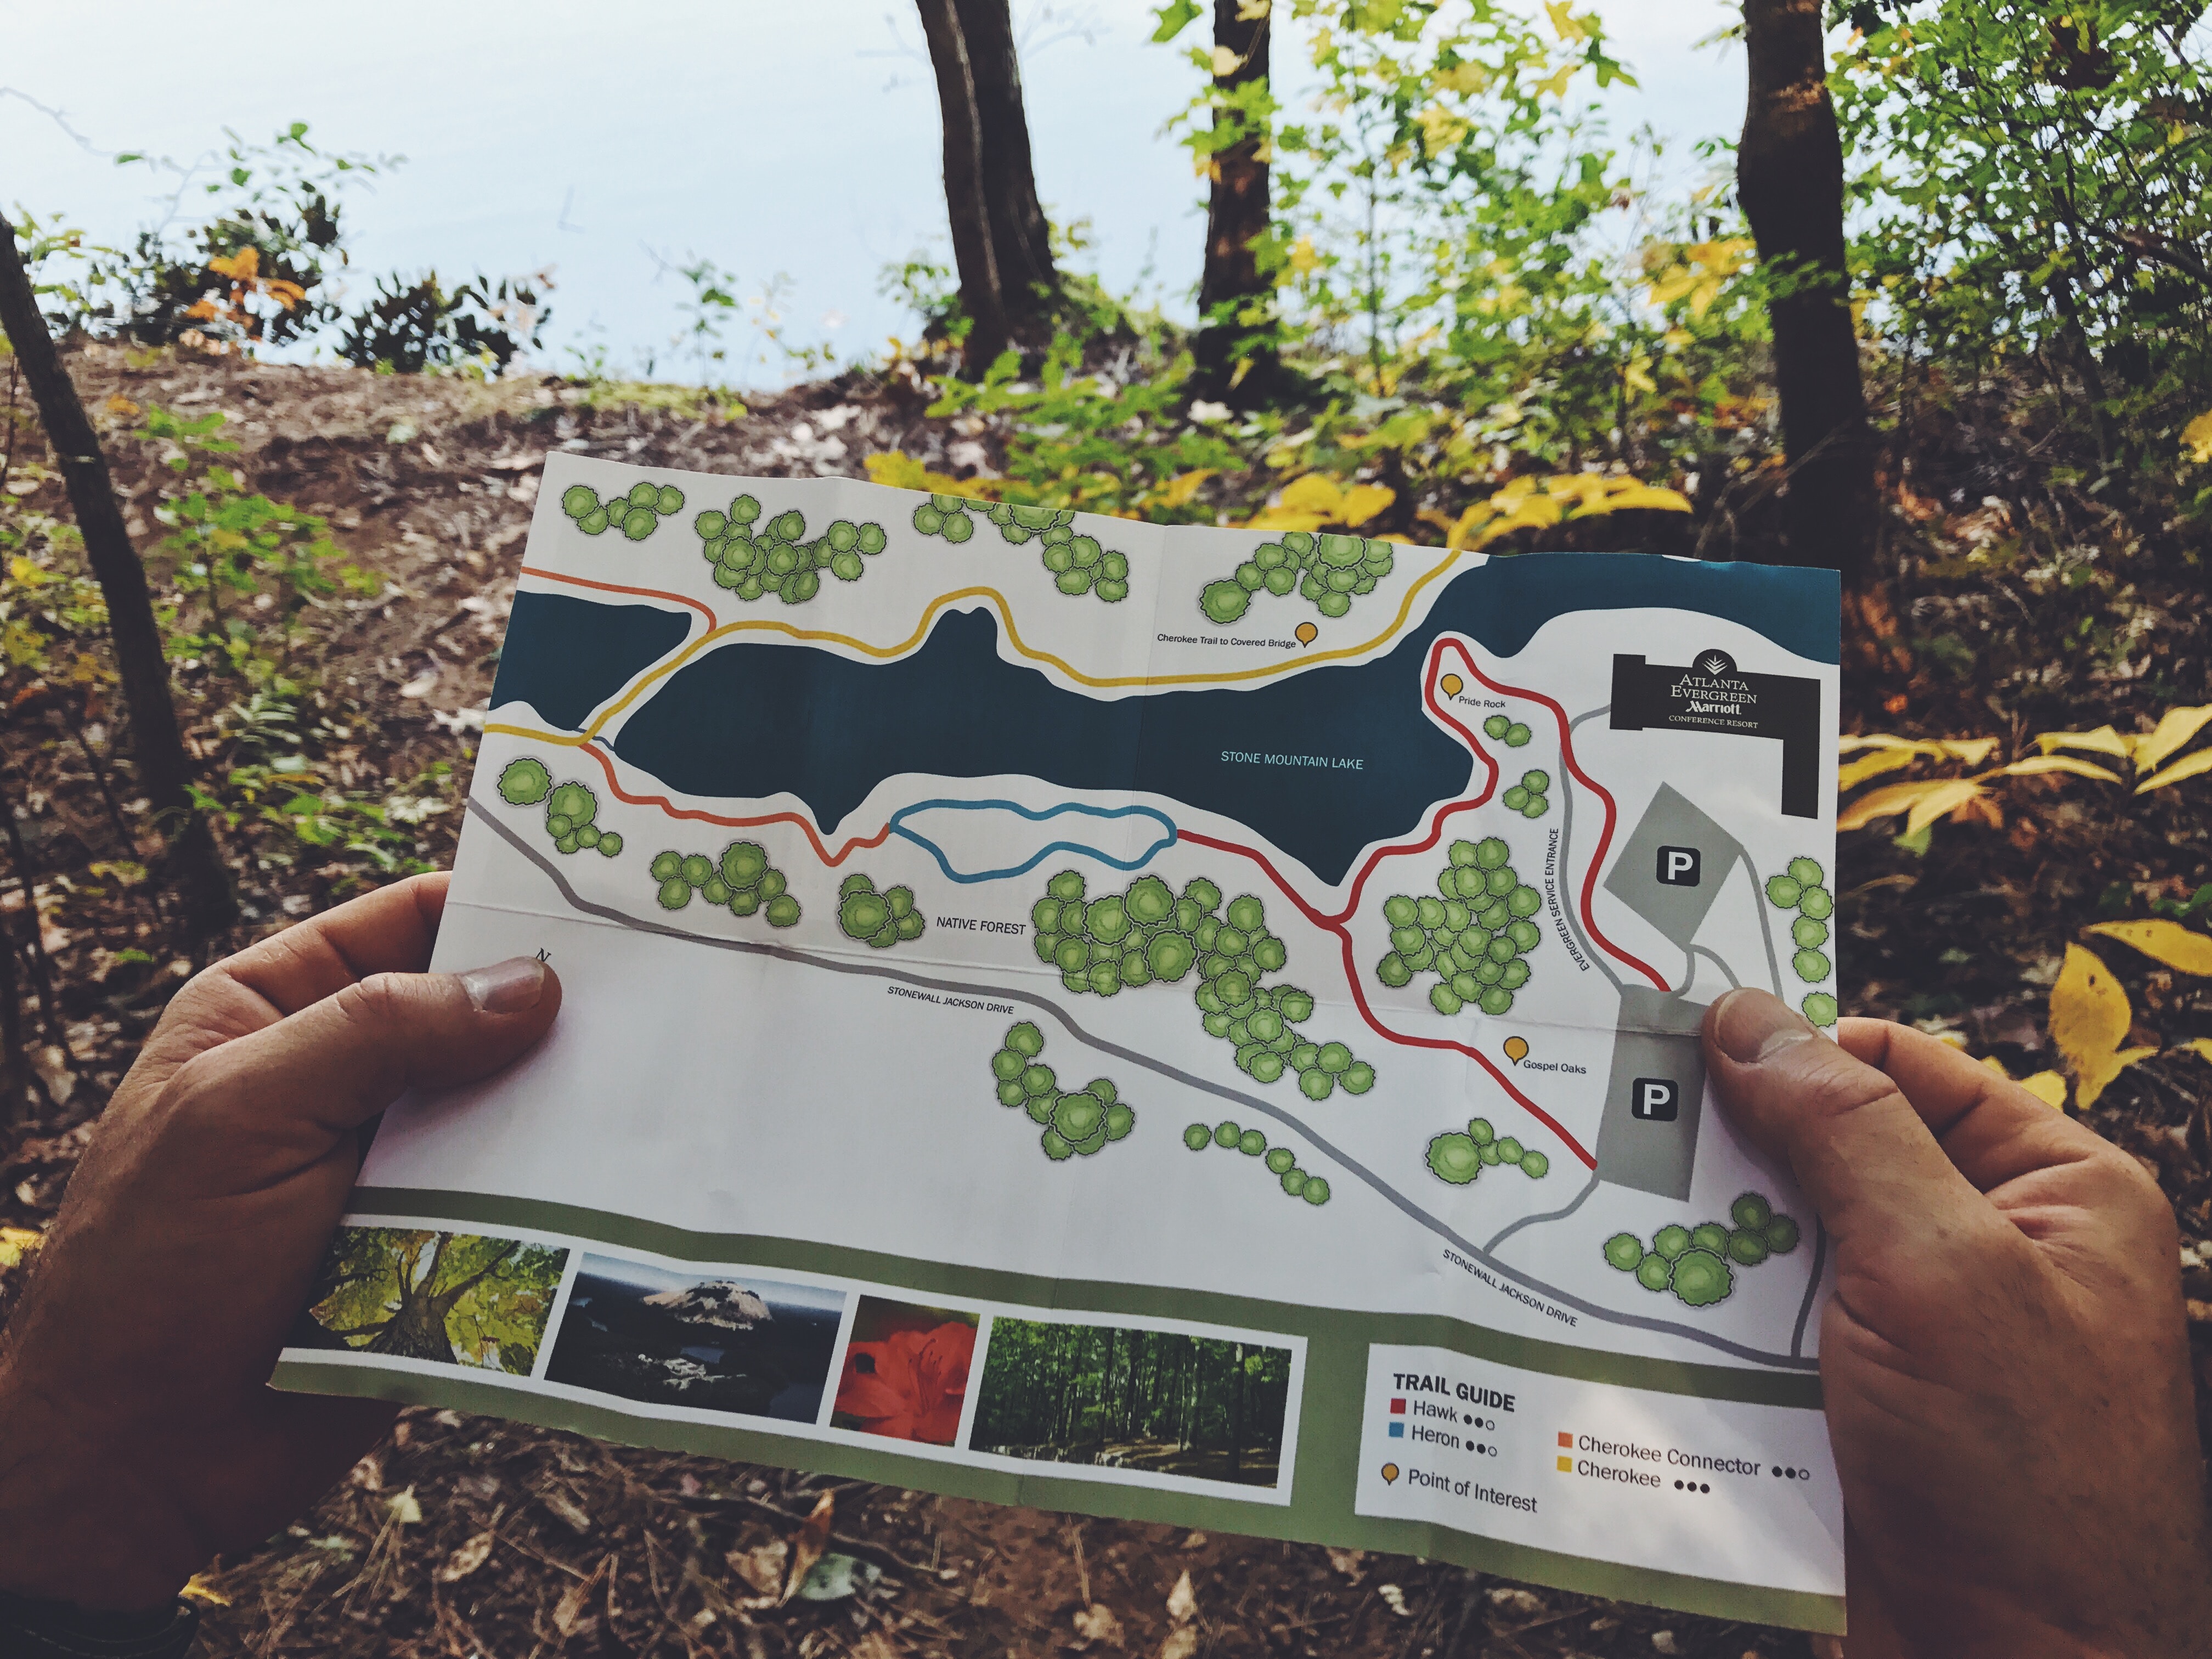 Cherokee Trail to Covered Bridge
Pride Rock
ATLANTA
EVERGREEN
Marriott
CONFERENCE RESORT
STONE MOUNTAIN LAKE
P
EVERGREEN SERVICE ENTRANCE
NATIVE FOREST
N
STONEWALL JACKSON DRIVE
Gospel Oaks
P
STONEWALL JACKSON DRIVE
TRAIL GUIDE
Hawk
Heron
Point of Interest
Cherokee Connector
Cherokee